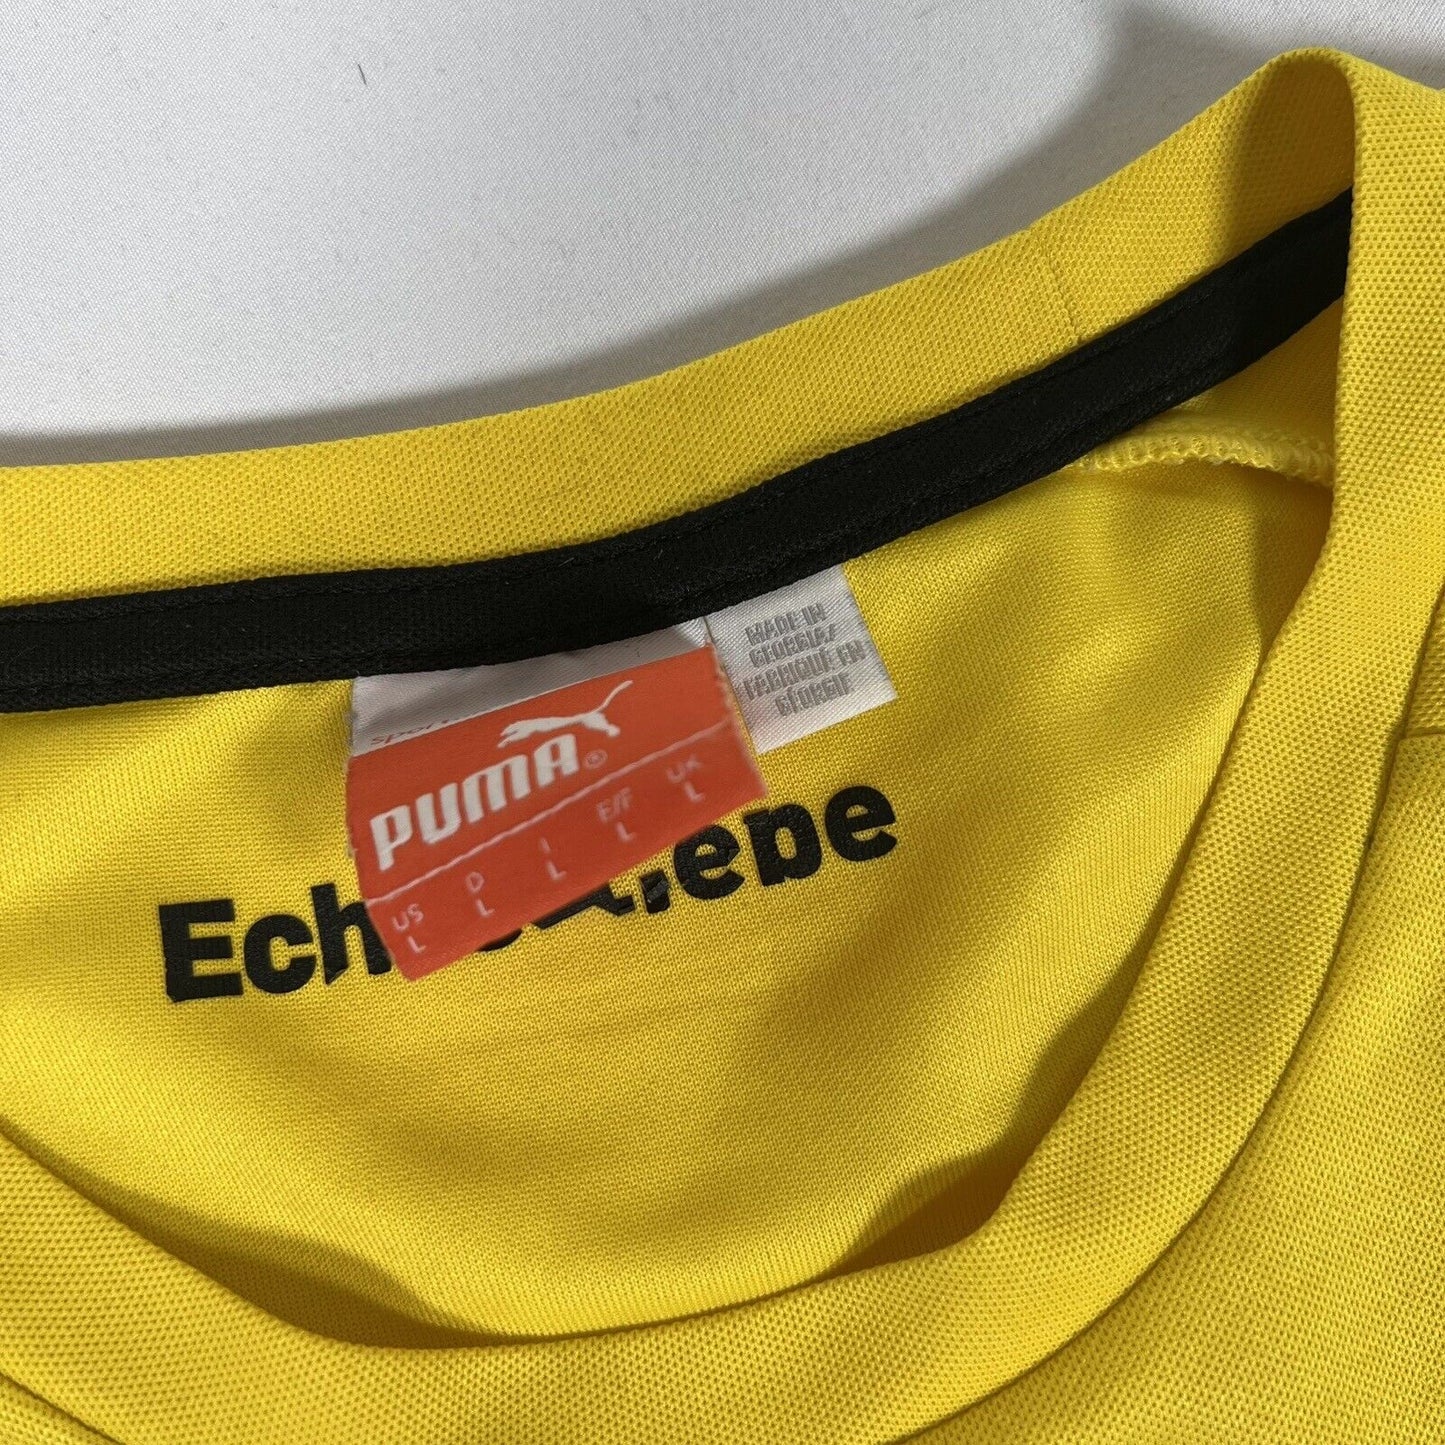 PUMA®
US D I E/F UK
L L L L L
MADE IN
GEORGIA/
FABRIQUÉ EN
GÉORGIE